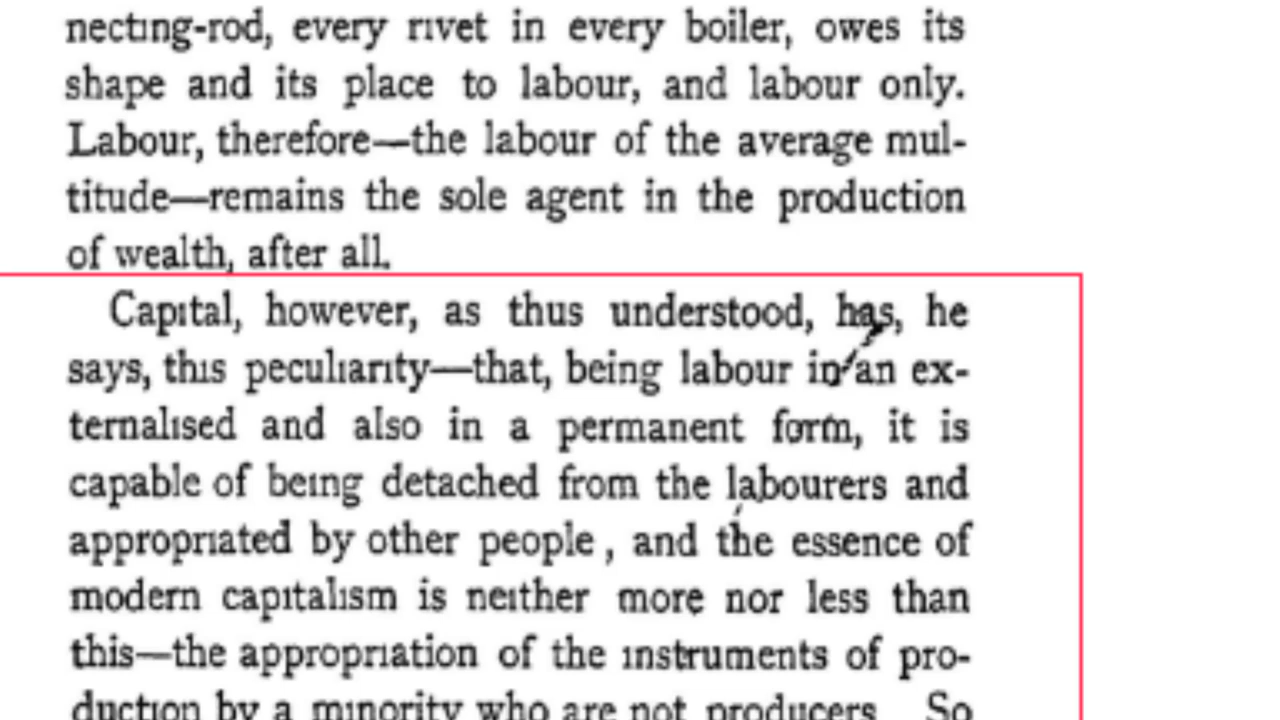 necting-rod, every rivet in every boiler, owes its
shape and its place to labour, and labour only.
Labour, therefore—the labour of the average mul-
titude—remains the sole agent in the production
of wealth, after all.
Capital, however, as thus understood, has, he
says, this peculiarity—that, being labour in an ex-
ternalised and also in a permanent form, it is
capable of being detached from the labourers and
appropriated by other people, and the essence of
modern capitalism is neither more nor less than
this—the appropriation of the instruments of pro-
duction by a minority who are not producers. So